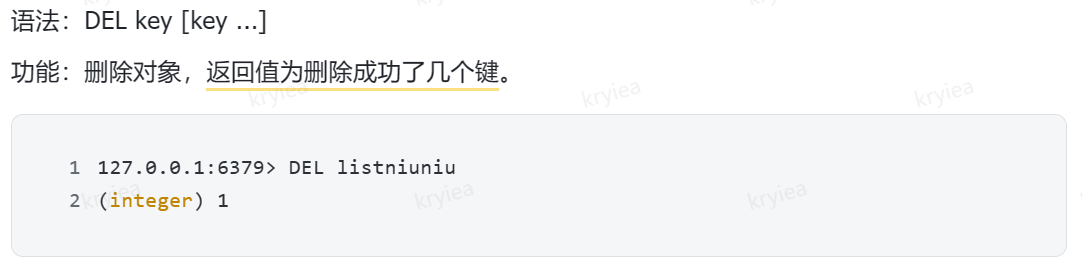 语法：DEL key [key ...]
功能：删除对象，返回值为删除成功了几个键。
kryiea kryiea kryiea
1 127.0.0.1:6379> DEL listniuniu
2 (integer) 1
kryiea kryiea kryiea